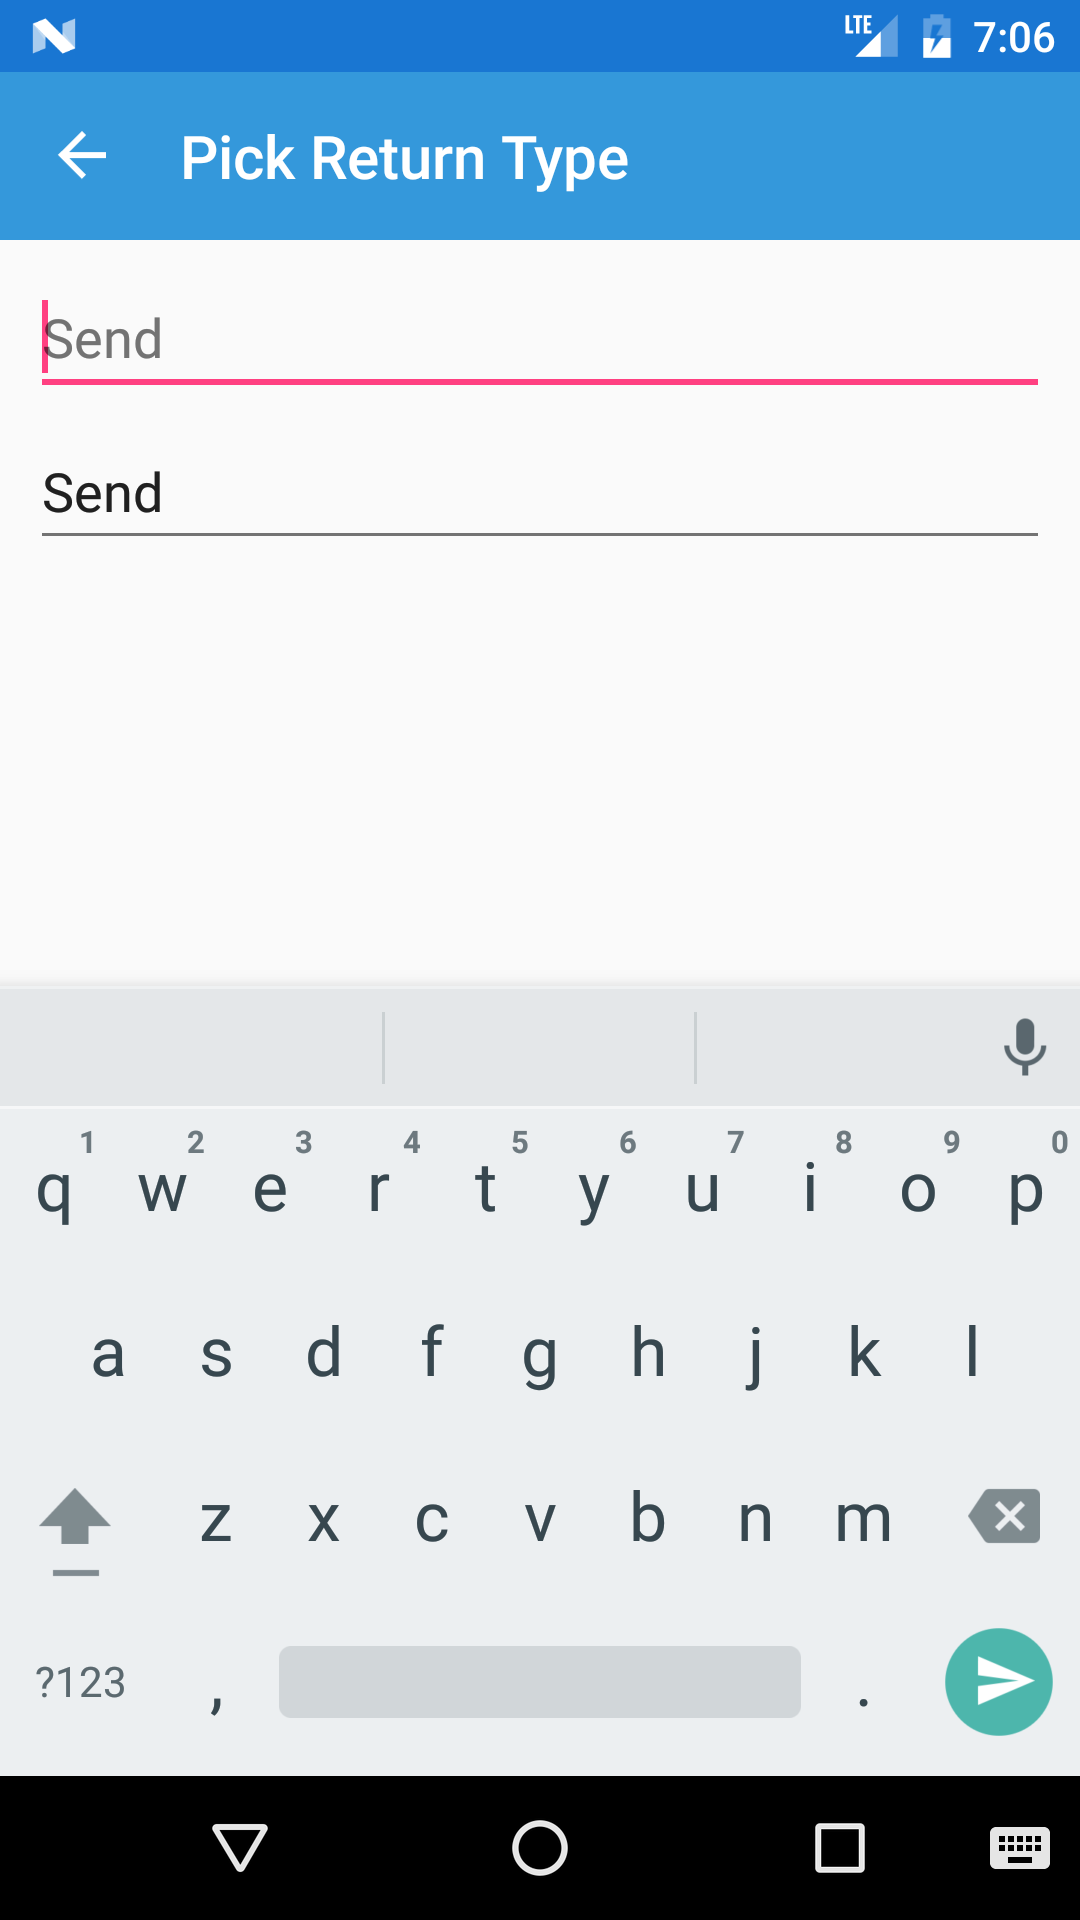 LTE 7:06
Pick Return Type
Send
Send
1 2 3 4 5 6 7 8 9 0
q w e r t y u i o p
a s d f g h j k l
z x c v b n m
?123 , .